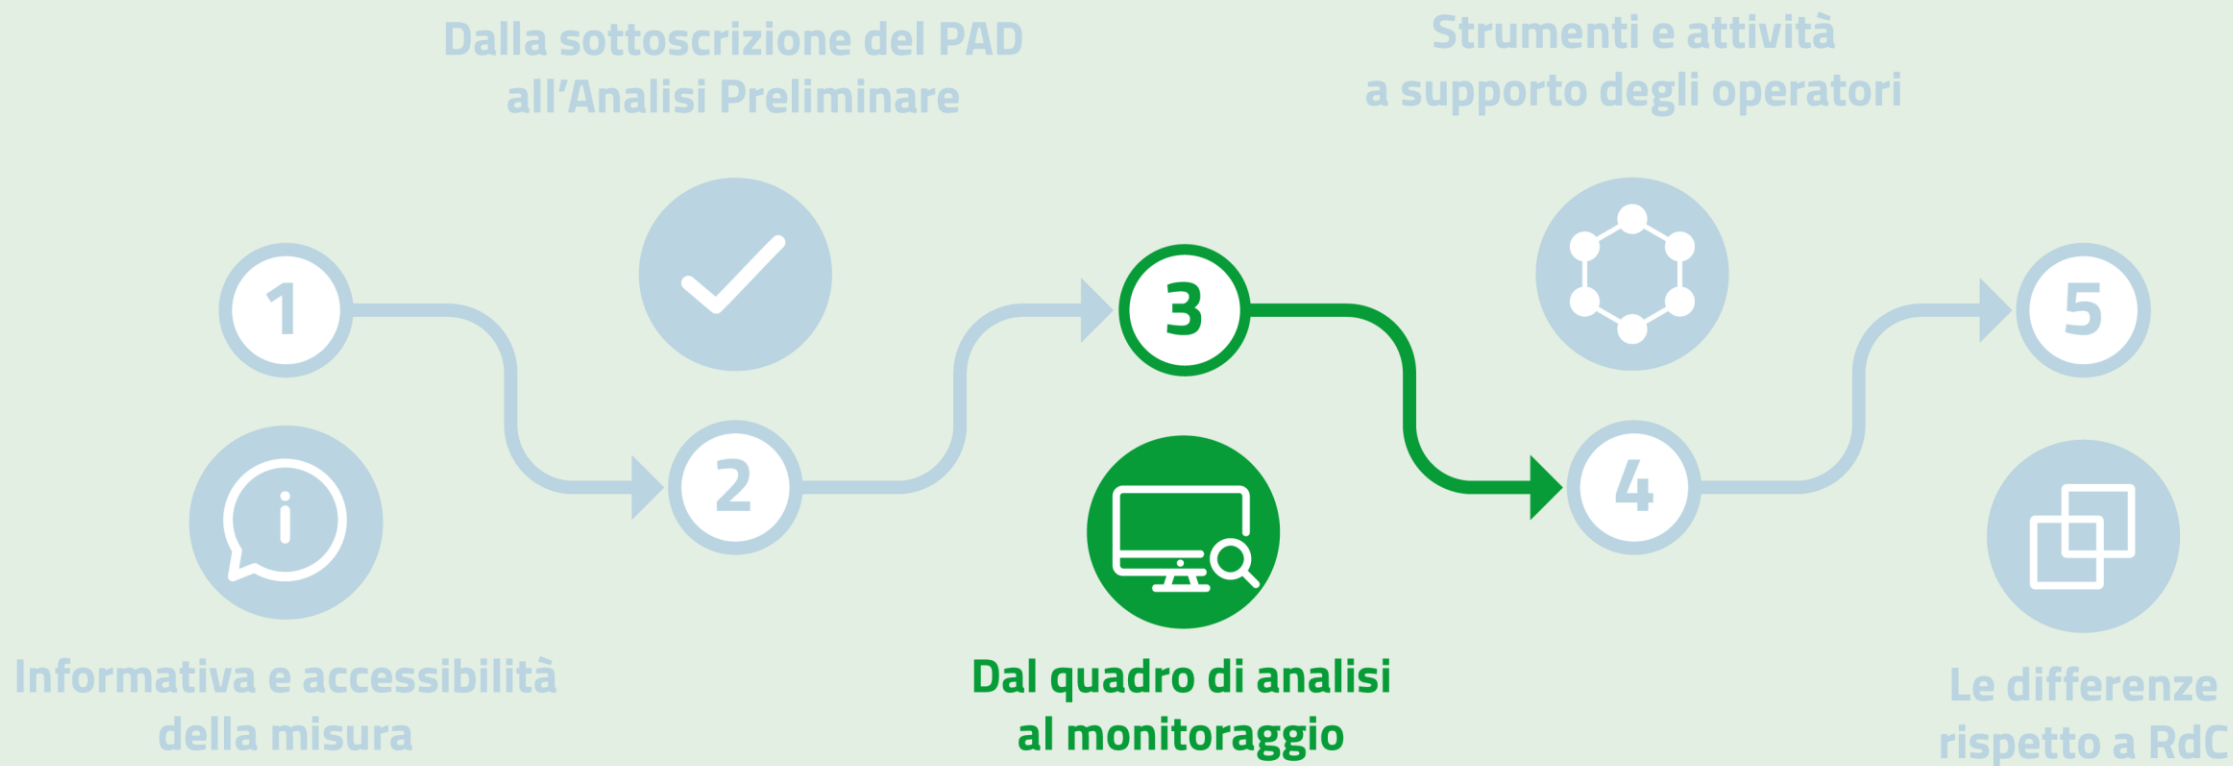 Dalla sottoscrizione del PAD
all’Analisi Preliminare
Strumenti e attività
a supporto degli operatori
1
2
3
4
5
i
Informativa e accessibilità
della misura
Dal quadro di analisi
al monitoraggio
Le differenze
rispetto a RdC